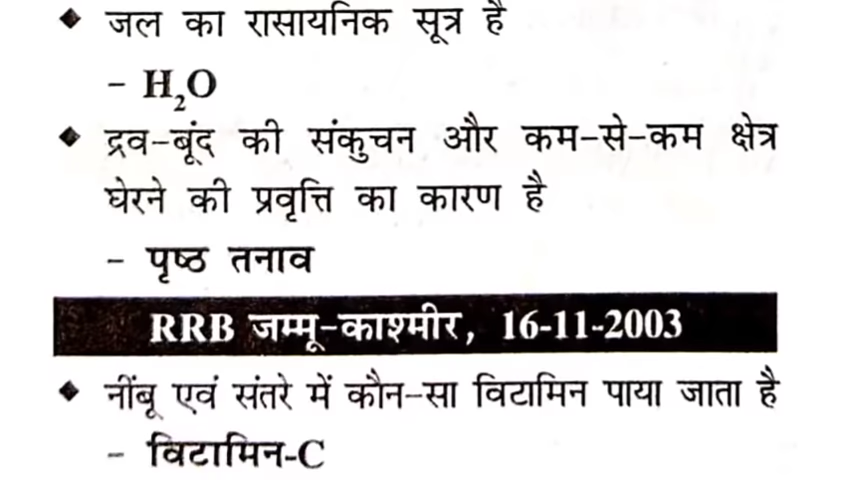 ◆ जल का रासायनिक सूत्र है
– H₂O
◆ द्रव-बूंद की संकुचन और कम-से-कम क्षेत्र
घेरने की प्रवृत्ति का कारण है
– पृष्ठ तनाव
RRB जम्मू-काश्मीर, 16-11-2003
◆ नींबू एवं संतरे में कौन-सा विटामिन पाया जाता है
– विटामिन-C